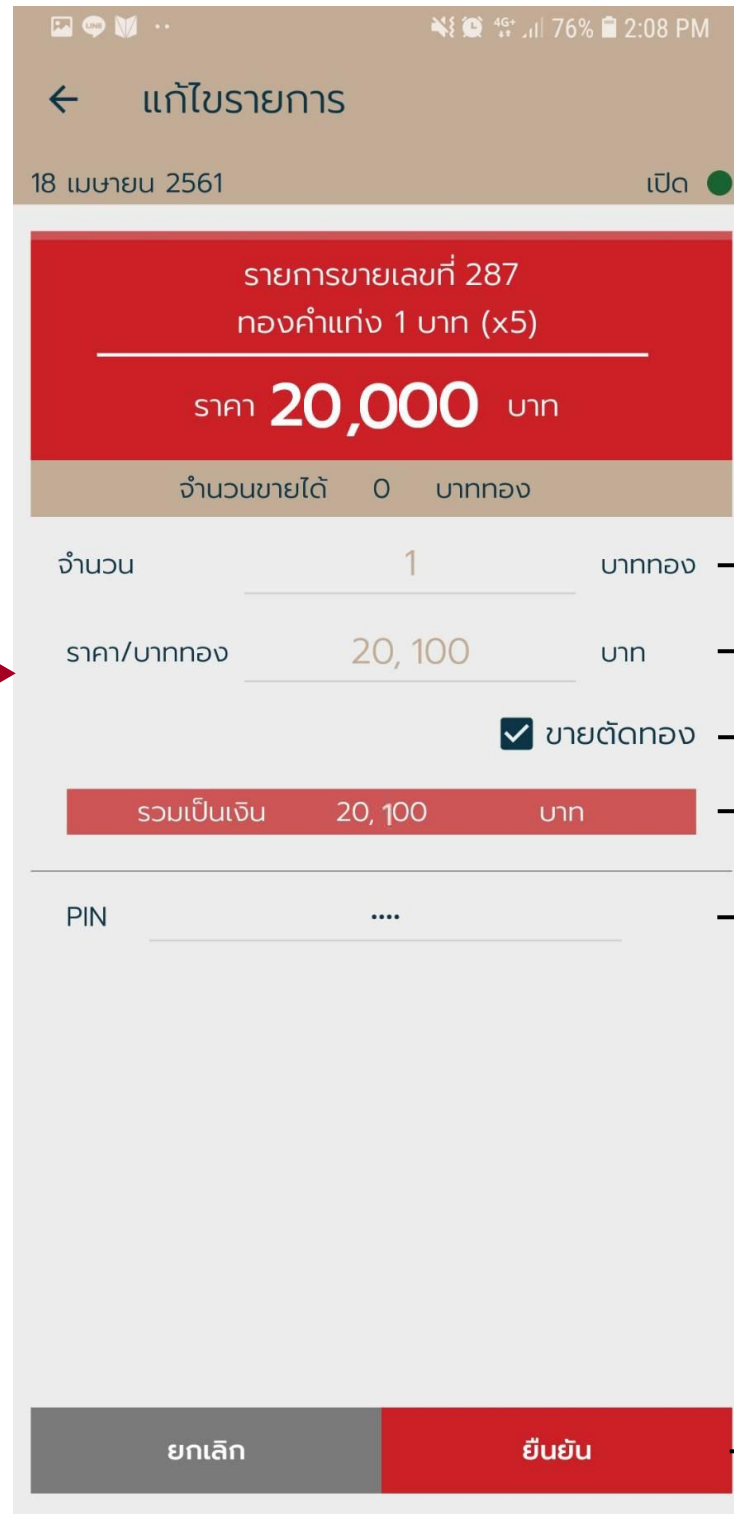 4G+ 76% 2:08 PM
แก้ไขรายการ
18 เมษายน 2561 เปิด
รายการขายเลขที่ 287
ทองคำแท่ง 1 บาท (x5)
ราคา 20,000 บาท
จำนวนขายได้ 0 บาททอง
จำนวน 1 บาททอง
ราคา/บาททอง 20, 100 บาท
ขายตัดทอง
รวมเป็นเงิน 20, 100 บาท
PIN ••••
ยกเลิก ยืนยัน